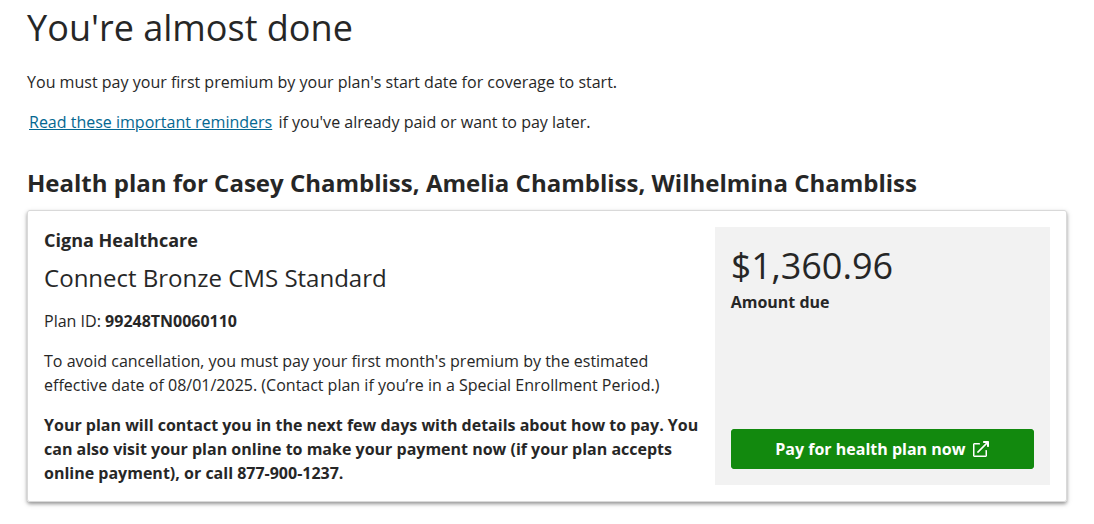 You're almost done
You must pay your first premium by your plan's start date for coverage to start.
Read these important reminders if you've already paid or want to pay later.
Health plan for Casey Chambliss, Amelia Chambliss, Wilhelmina Chambliss
Cigna Healthcare
Connect Bronze CMS Standard
Plan ID: 99248TN0060110
To avoid cancellation, you must pay your first month's premium by the estimated
effective date of 08/01/2025. (Contact plan if you’re in a Special Enrollment Period.)
Your plan will contact you in the next few days with details about how to pay. You
can also visit your plan online to make your payment now (if your plan accepts
online payment), or call 877-900-1237.
$1,360.96
Amount due
Pay for health plan now